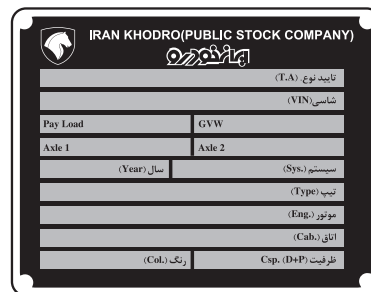 IRAN KHODRO(PUBLIC STOCK COMPANY)
ایران خودرو
تایید نوع. (T.A)
شاسی(VIN)
Pay Load GVW
Axle 1 Axle 2
سیستم (Sys.) سال (Year)
تیپ (Type)
موتور (Eng.)
اتاق (Cab.)
ظرفیت Csp. (D+P) رنگ (Col.)